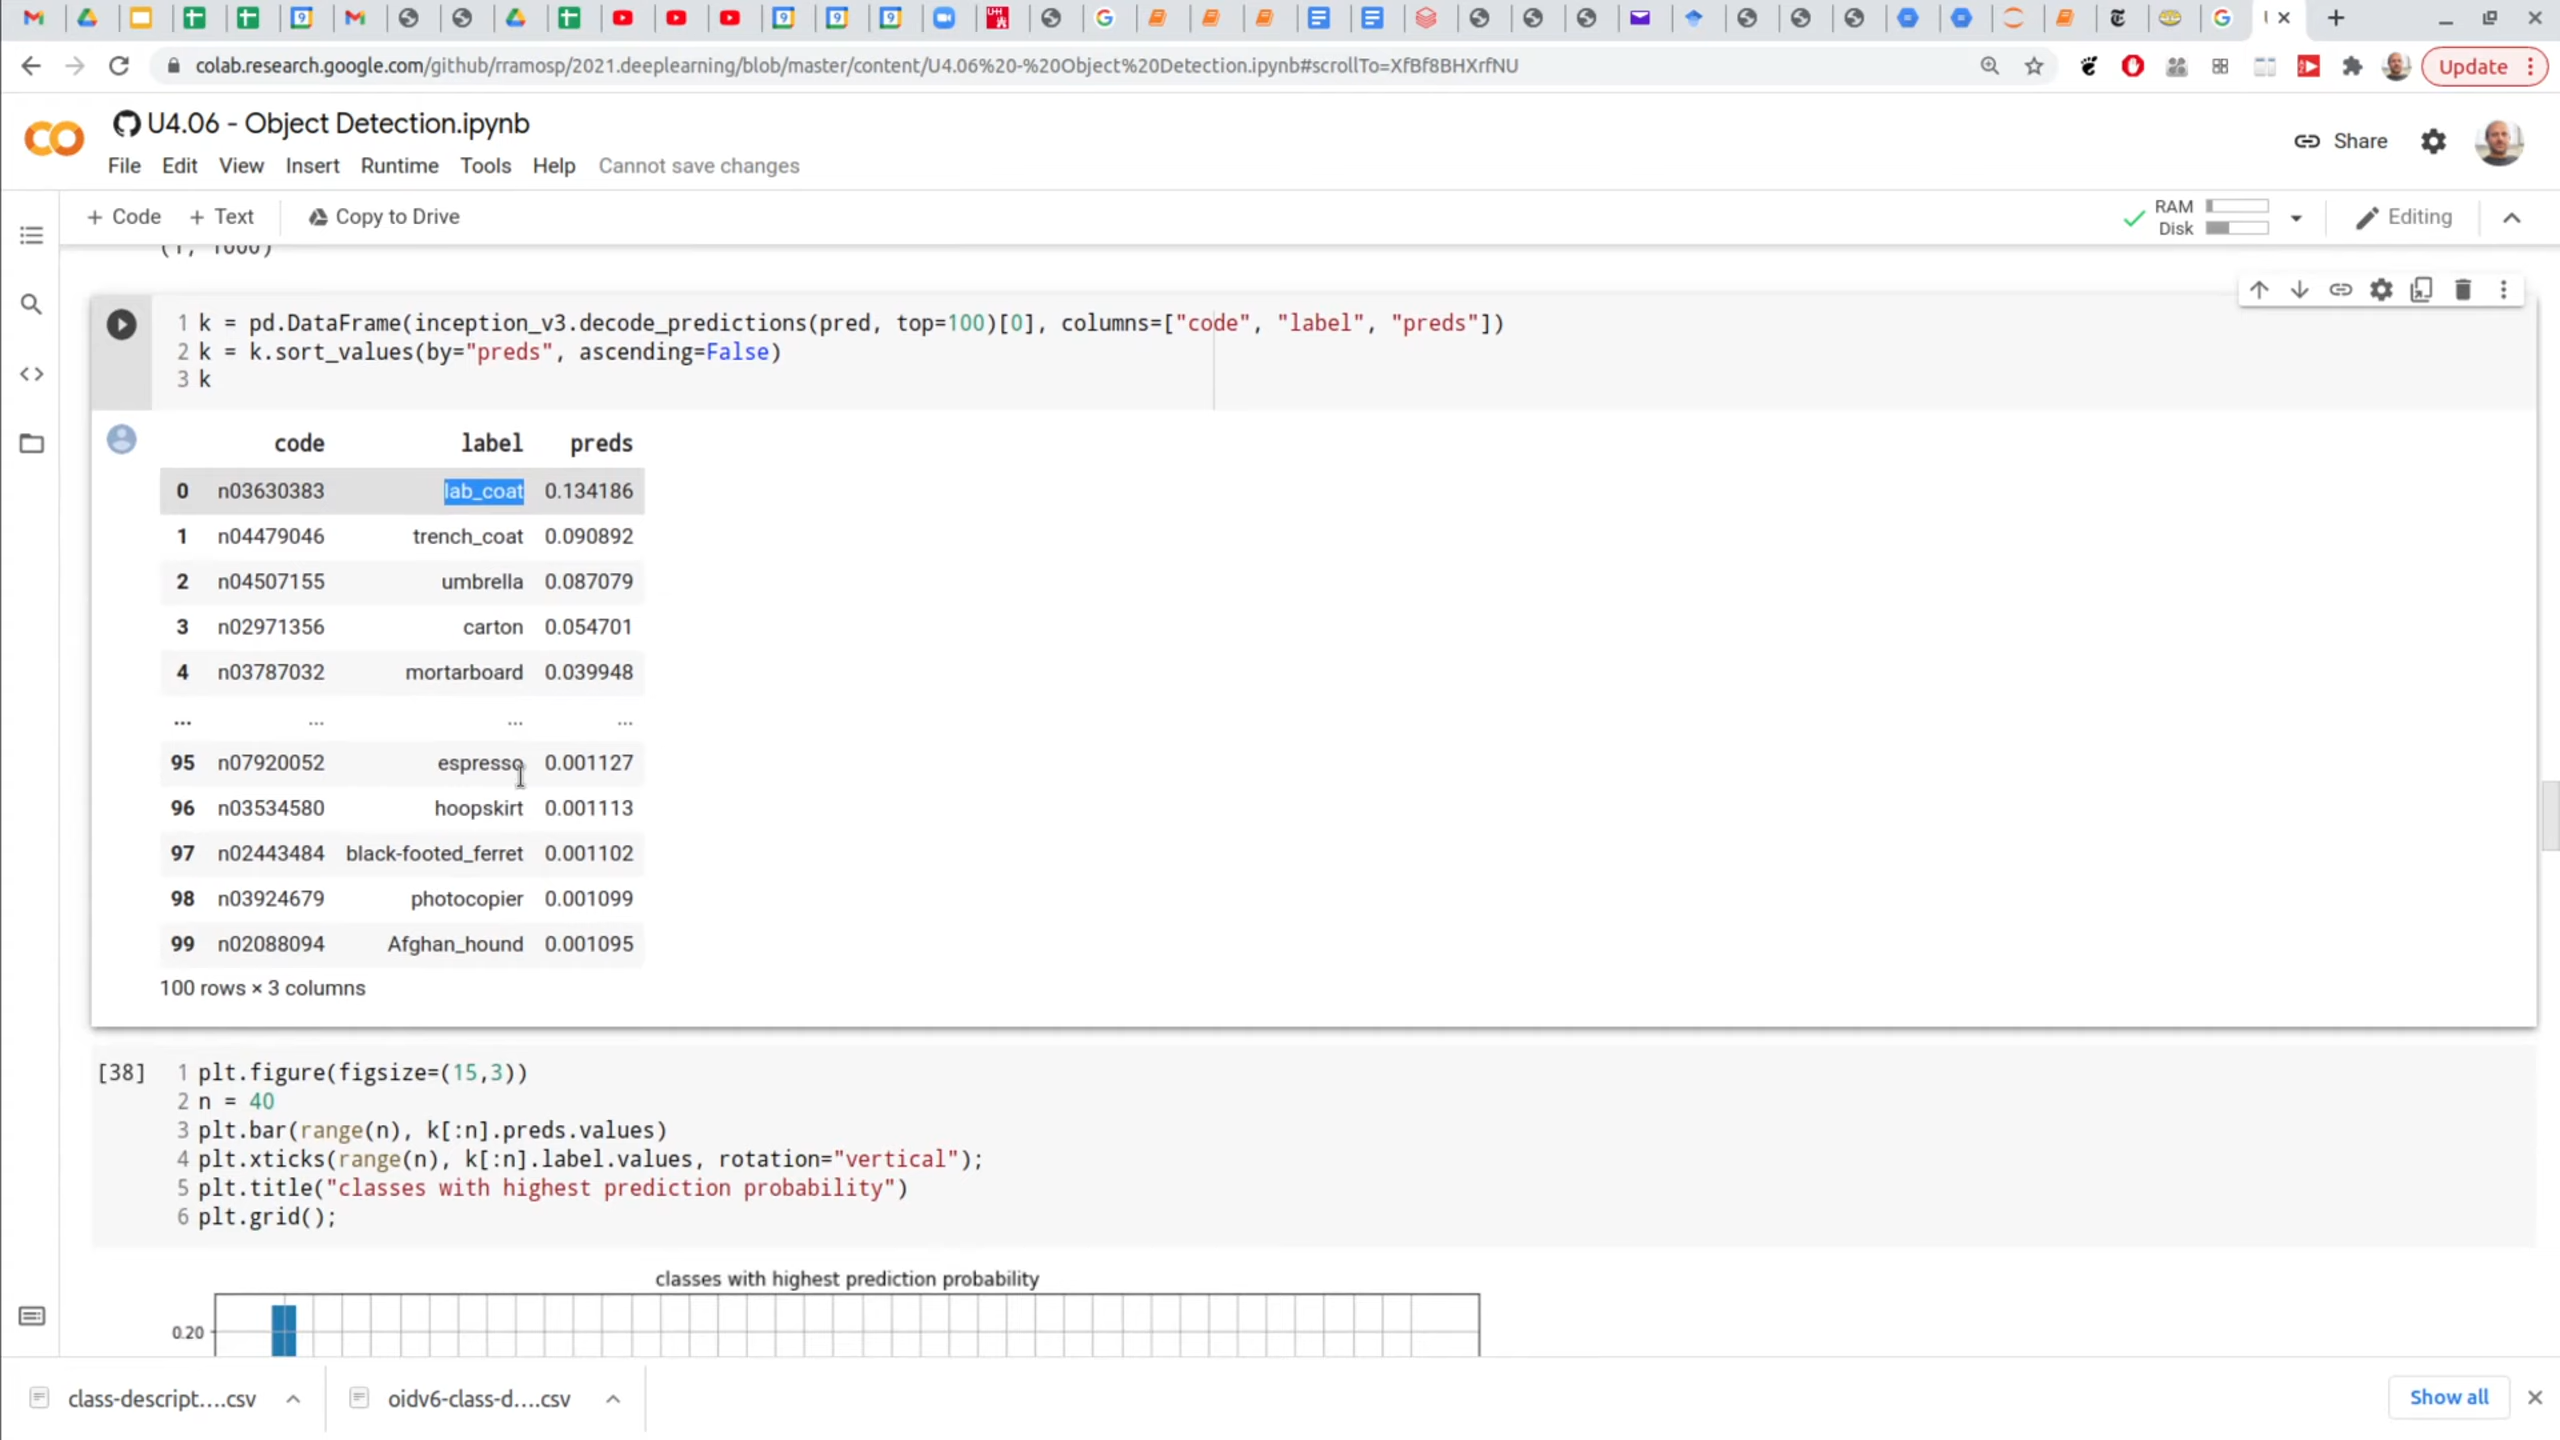 colab.research.google.com/github/rramosp/2021.deeplearning/blob/master/content/U4.06%20-%20Object%20Detection.ipynb#scrollTo=XfBf8BHXrfNU
Update
U4.06 - Object Detection.ipynb
Share
File Edit View Insert Runtime Tools Help Cannot save changes
+ Code + Text Copy to Drive
RAM
Disk
Editing
(1, 1000)
1 k = pd.DataFrame(inception_v3.decode_predictions(pred, top=100)[0], columns=["code", "label", "preds"])
2 k = k.sort_values(by="preds", ascending=False)
3 k
code label preds
0 n03630383 lab_coat 0.134186
1 n04479046 trench_coat 0.090892
2 n04507155 umbrella 0.087079
3 n02971356 carton 0.054701
4 n03787032 mortarboard 0.039948
... ... ... ...
95 n07920052 espresso 0.001127
96 n03534580 hoopskirt 0.001113
97 n02443484 black-footed_ferret 0.001102
98 n03924679 photocopier 0.001099
99 n02088094 Afghan_hound 0.001095
100 rows × 3 columns
[38] 1 plt.figure(figsize=(15,3))
2 n = 40
3 plt.bar(range(n), k[:n].preds.values)
4 plt.xticks(range(n), k[:n].label.values, rotation="vertical");
5 plt.title("classes with highest prediction probability")
6 plt.grid();
classes with highest prediction probability
0.20
class-descript....csv
oidv6-class-d....csv
Show all